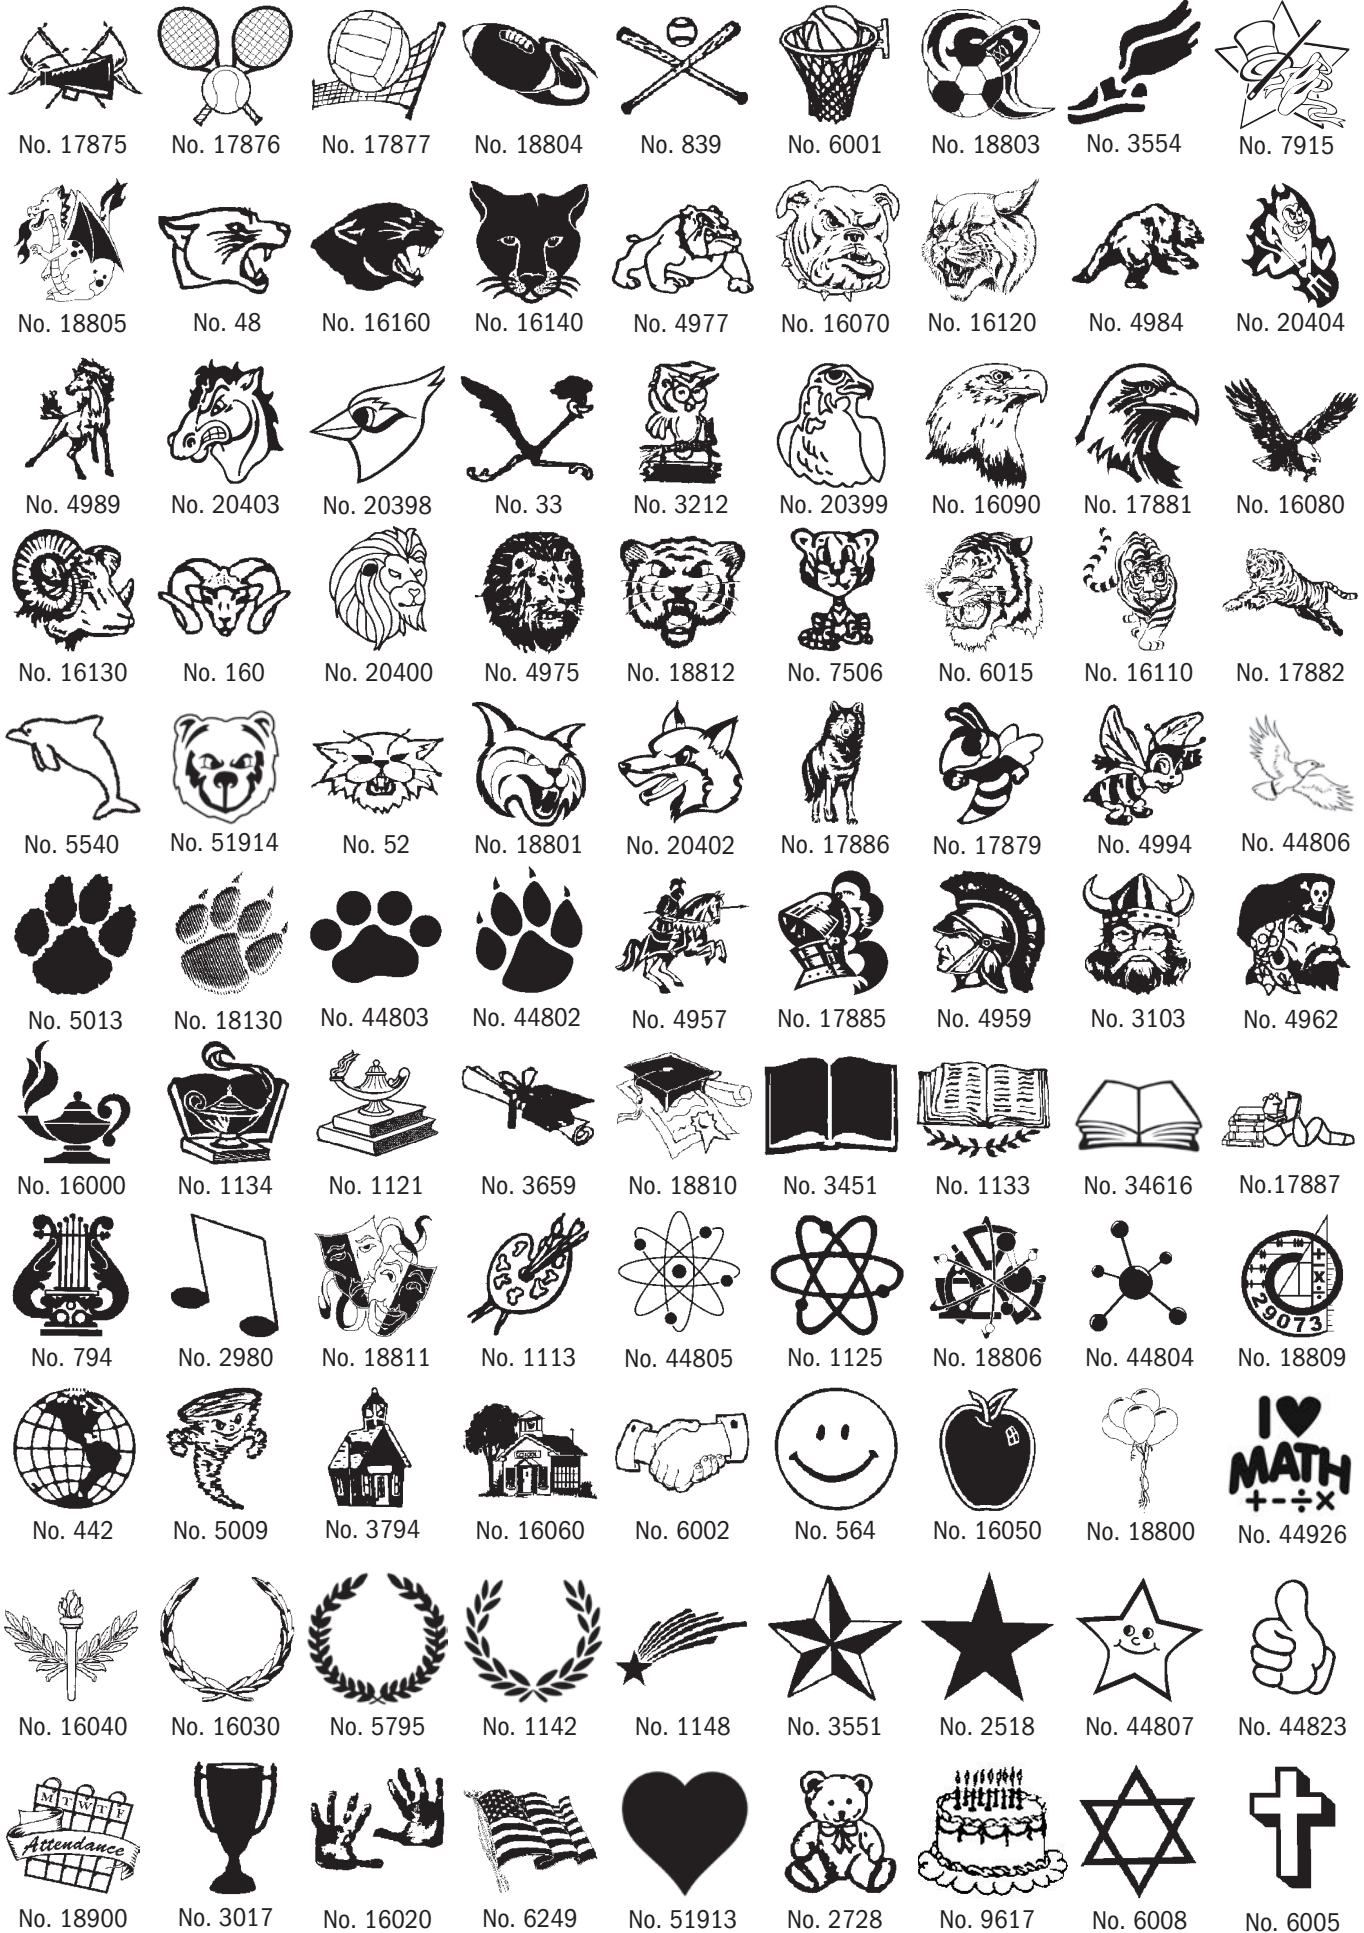 No. 17875 No. 17876 No. 17877 No. 18804 No. 839 No. 6001 No. 18803 No. 3554 No. 7915
No. 18805 No. 48 No. 16160 No. 16140 No. 4977 No. 16070 No. 16120 No. 4984 No. 20404
No. 4989 No. 20403 No. 20398 No. 33 No. 3212 No. 20399 No. 16090 No. 17881 No. 16080
No. 16130 No. 160 No. 20400 No. 4975 No. 18812 No. 7506 No. 6015 No. 16110 No. 17882
No. 5540 No. 51914 No. 52 No. 18801 No. 20402 No. 17886 No. 17879 No. 4994 No. 44806
No. 5013 No. 18130 No. 44803 No. 44802 No. 4957 No. 17885 No. 4959 No. 3103 No. 4962
No. 16000 No. 1134 No. 1121 No. 3659 No. 18810 No. 3451 No. 1133 No. 34616 No.17887
+
-
×
÷
29073
No. 794 No. 2980 No. 18811 No. 1113 No. 44805 No. 1125 No. 18806 No. 44804 No. 18809
SCHOOL
I ♥
MATH
+-÷×
No. 442 No. 5009 No. 3794 No. 16060 No. 6002 No. 564 No. 16050 No. 18800 No. 44926
No. 16040 No. 16030 No. 5795 No. 1142 No. 1148 No. 3551 No. 2518 No. 44807 No. 44823
M T W T F
Attendance
No. 18900 No. 3017 No. 16020 No. 6249 No. 51913 No. 2728 No. 9617 No. 6008 No. 6005